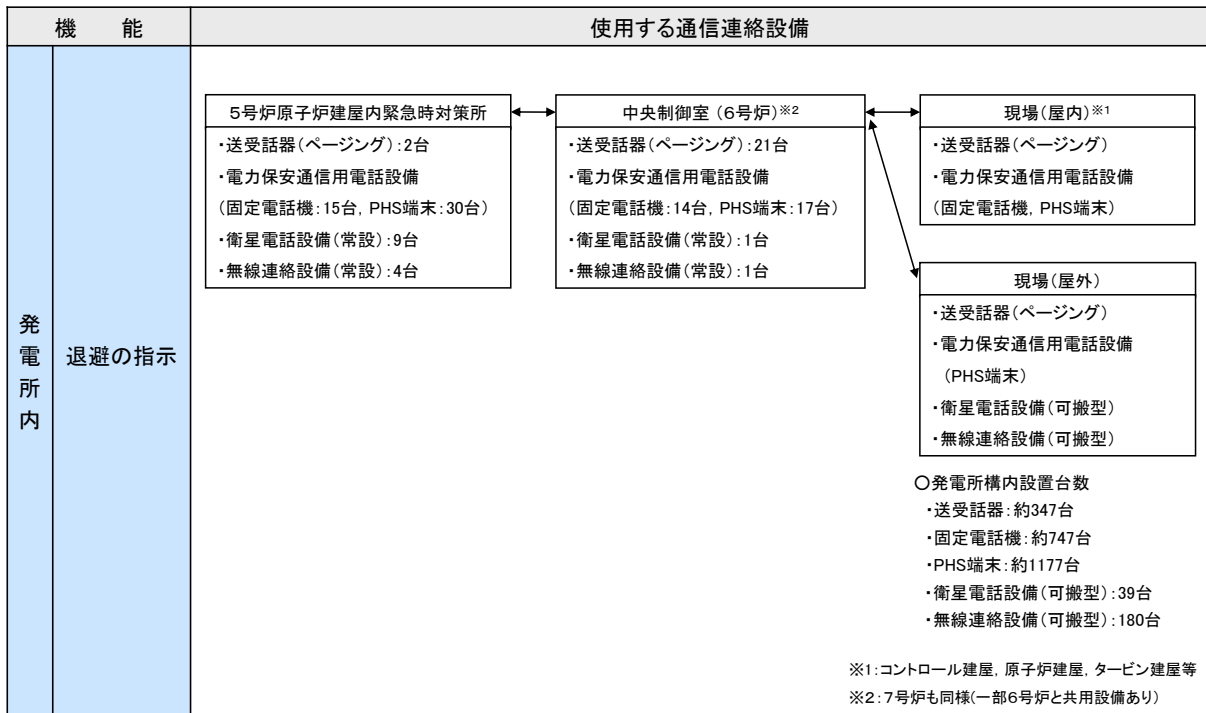 機　能
使用する通信連絡設備
発電所内
退避の指示
５号炉原子炉建屋内緊急時対策所
・送受話器(ページング)：2台
・電力保安通信用電話設備
(固定電話機：15台，PHS端末：30台)
・衛星電話設備(常設)：9台
・無線連絡設備(常設)：4台
中央制御室（６号炉）※2
・送受話器(ページング)：21台
・電力保安通信用電話設備
(固定電話機：14台，PHS端末：17台)
・衛星電話設備(常設)：1台
・無線連絡設備(常設)：1台
現場(屋内)※1
・送受話器(ページング)
・電力保安通信用電話設備
(固定電話機，PHS端末)
現場(屋外)
・送受話器(ページング)
・電力保安通信用電話設備
(PHS端末)
・衛星電話設備(可搬型)
・無線連絡設備(可搬型)
○発電所構内設置台数
・送受話器：約347台
・固定電話機：約747台
・PHS端末：約1177台
・衛星電話設備(可搬型)：39台
・無線連絡設備(可搬型)：180台
※1：コントロール建屋，原子炉建屋，タービン建屋等
※2：７号炉も同様(一部６号炉と共用設備あり)